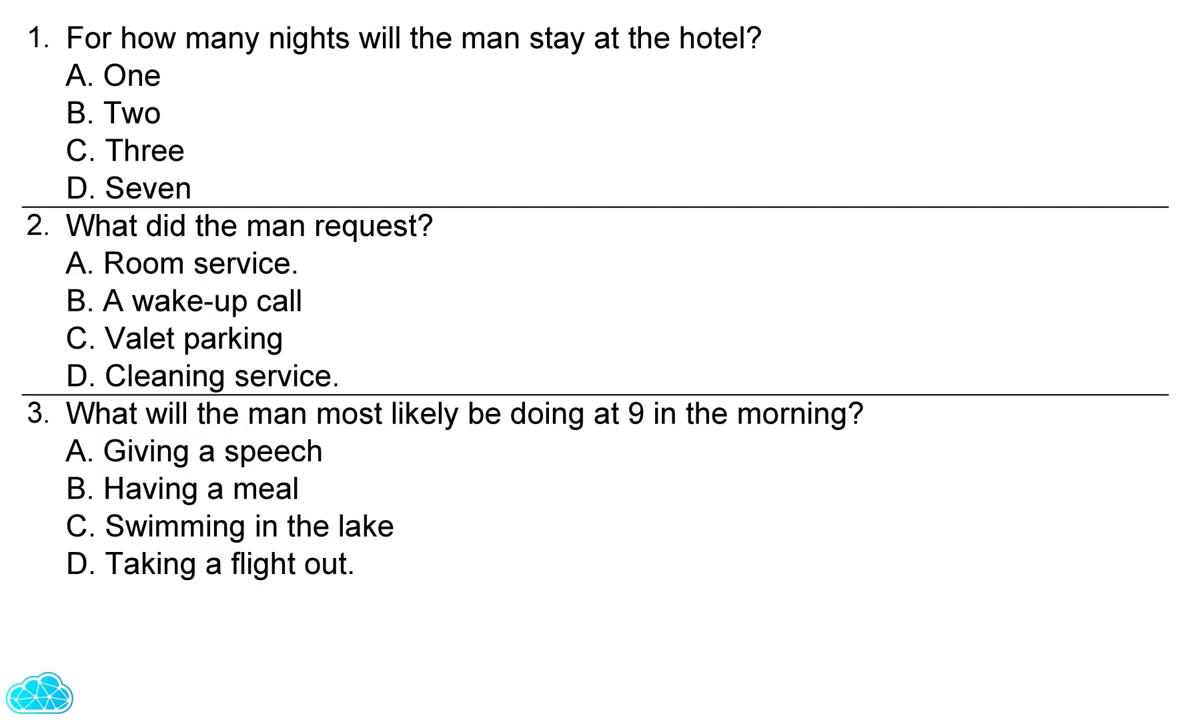 1. For how many nights will the man stay at the hotel?
A. One
B. Two
C. Three
D. Seven
2. What did the man request?
A. Room service.
B. A wake-up call
C. Valet parking
D. Cleaning service.
3. What will the man most likely be doing at 9 in the morning?
A. Giving a speech
B. Having a meal
C. Swimming in the lake
D. Taking a flight out.